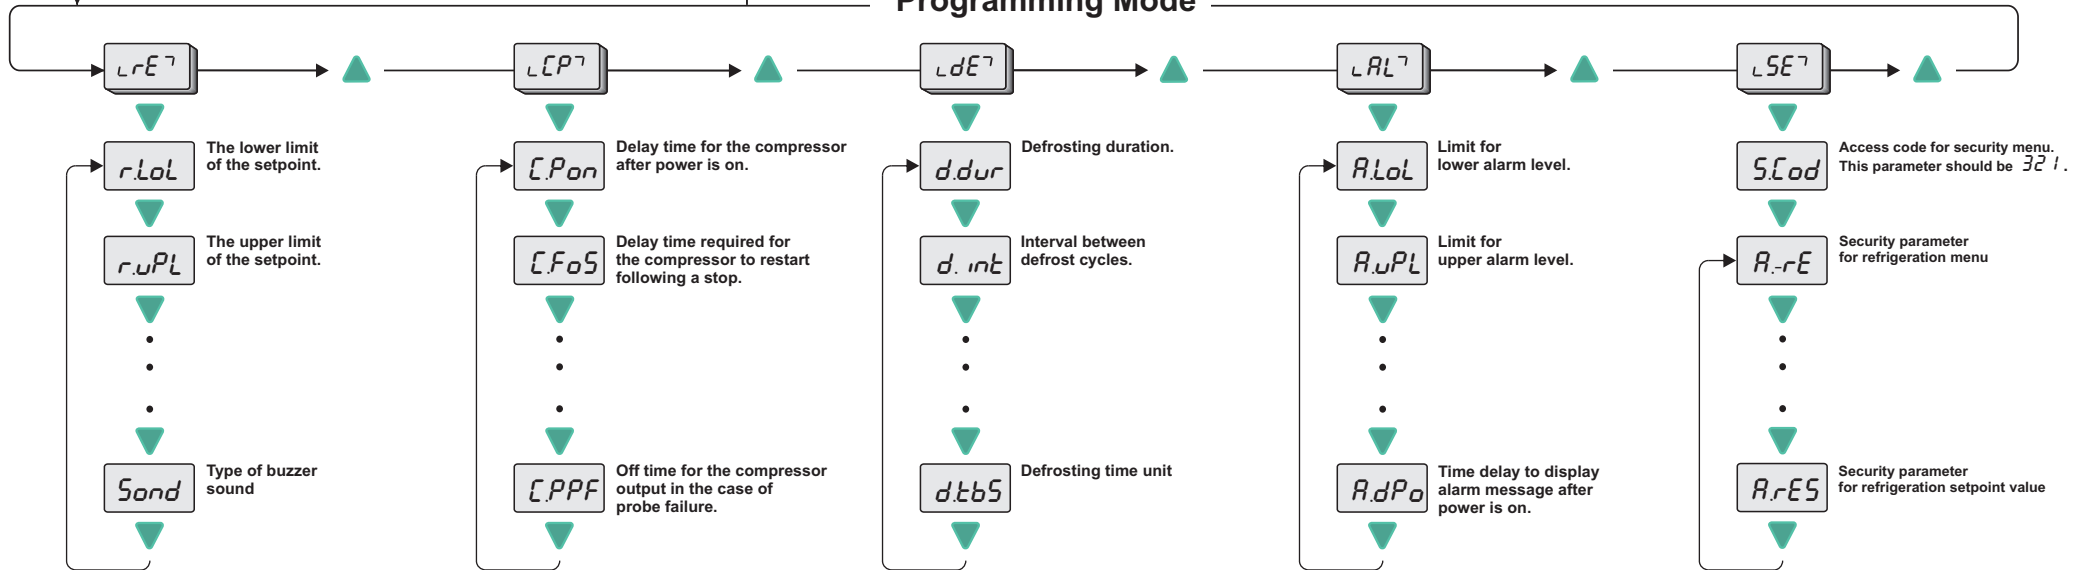 Programming Mode
rE
CP
dE
AL
SE
r.LoL
The lower limit
of the setpoint.
r.uPL
The upper limit
of the setpoint.
Sond
Type of buzzer
sound
C.Pon
Delay time for the compressor
after power is on.
C.FoS
Delay time required for
the compressor to restart
following a stop.
C.PPF
Off time for the compressor
output in the case of
probe failure.
d.dur
Defrosting duration.
d.int
Interval between
defrost cycles.
d.tbS
Defrosting time unit
A.LoL
Limit for
lower alarm level.
A.uPL
Limit for
upper alarm level.
A.dPo
Time delay to display
alarm message after
power is on.
S.Cod
Access code for security menu.
This parameter should be 321.
A.-rE
Security parameter
for refrigeration menu
A.rES
Security parameter
for refrigeration setpoint value